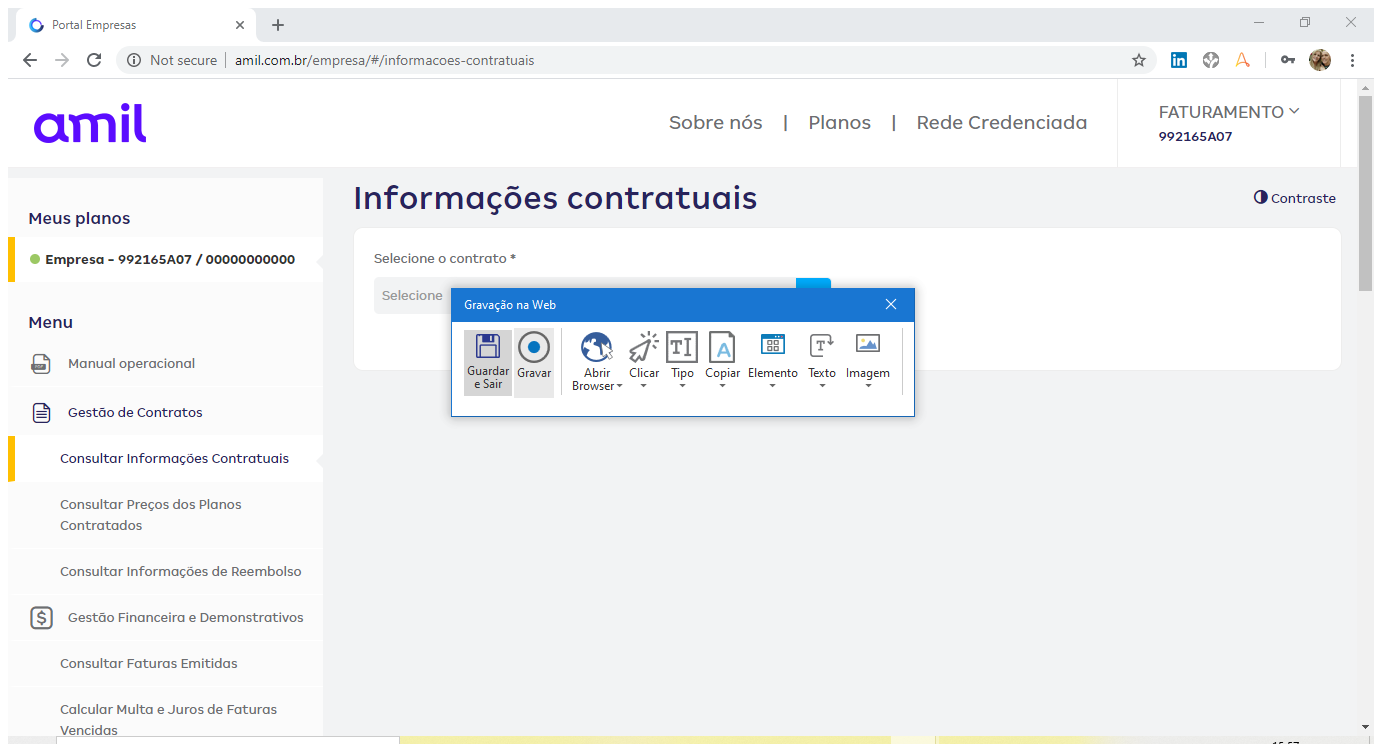 Portal Empresas
Not secure
amil.com.br/empresa/#/informacoes-contratuais
amil
Sobre nós | Planos | Rede Credenciada
FATURAMENTO
992165A07
Meus planos
Empresa - 992165A07 / 00000000000
Menu
Manual operacional
Gestão de Contratos
Consultar Informações Contratuais
Consultar Preços dos Planos
Contratados
Consultar Informações de Reembolso
Gestão Financeira e Demonstrativos
Consultar Faturas Emitidas
Calcular Multa e Juros de Faturas
Vencidas
Informações contratuais
Contraste
Selecione o contrato *
Selecione
Gravação na Web
Guardar
e Sair
Gravar
Abrir
Browser
Clicar
Tipo
Copiar
Elemento
Texto
Imagem